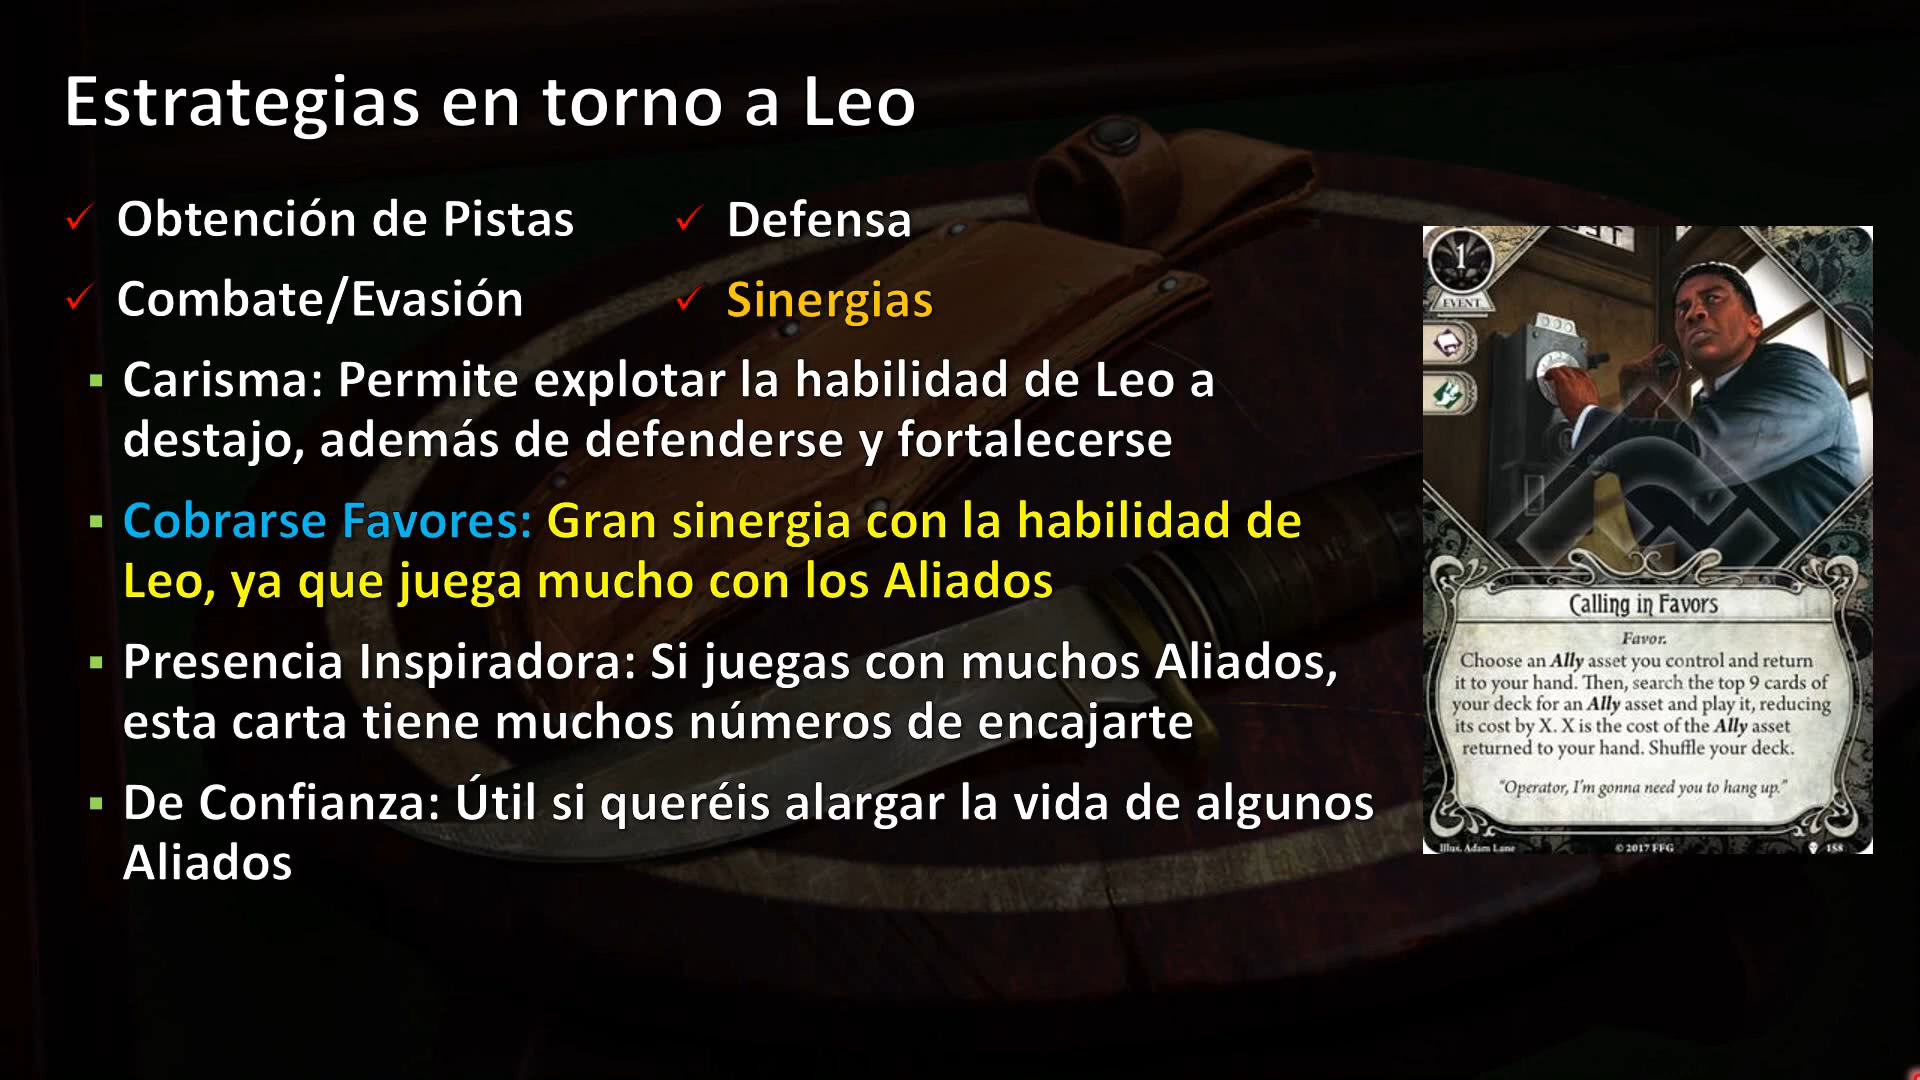 Estrategias en torno a Leo
Obtención de Pistas
Defensa
Combate/Evasión
Sinergias
Carisma: Permite explotar la habilidad de Leo a
destajo, además de defenderse y fortalecerse
Cobrarse Favores: Gran sinergia con la habilidad de
Leo, ya que juega mucho con los Aliados
Presencia Inspiradora: Si juegas con muchos Aliados,
esta carta tiene muchos números de encajarte
De Confianza: Útil si queréis alargar la vida de algunos
Aliados
1
EVENT
Calling in Favors
Favor.
Choose an Ally asset you control and return
it to your hand. Then, search the top 9 cards of
your deck for an Ally asset and play it, reducing
its cost by X. X is the cost of the Ally asset
returned to your hand. Shuffle your deck.
"Operator, I'm gonna need you to hang up."
Illus. Adam Lane
© 2017 FFG
158